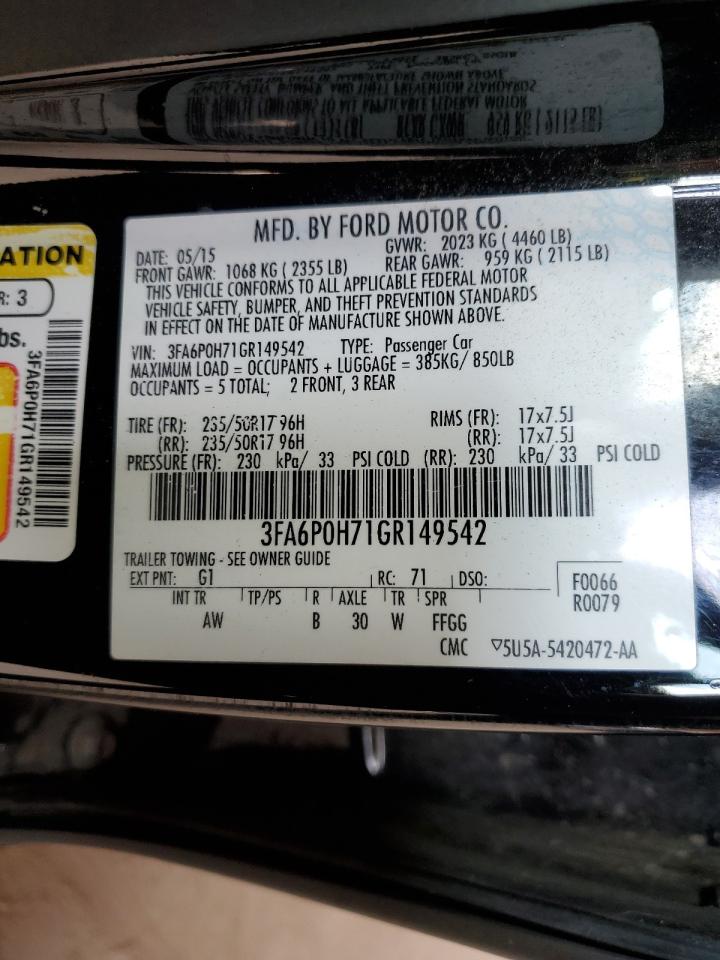 MFD. BY FORD MOTOR CO.
DATE: 05/15 GVWR: 2023 KG ( 4460 LB)
FRONT GAWR: 1068 KG ( 2355 LB) REAR GAWR: 959 KG ( 2115 LB)
THIS VEHICLE CONFORMS TO ALL APPLICABLE FEDERAL MOTOR
VEHICLE SAFETY, BUMPER, AND THEFT PREVENTION STANDARDS
IN EFFECT ON THE DATE OF MANUFACTURE SHOWN ABOVE.
VIN: 3FA6P0H71GR149542 TYPE: Passenger Car
MAXIMUM LOAD = OCCUPANTS + LUGGAGE = 385KG/ 850LB
OCCUPANTS = 5 TOTAL; 2 FRONT, 3 REAR
TIRE (FR): 235/50R17 96H RIMS (FR): 17x7.5J
(RR): 235/50R17 96H (RR): 17x7.5J
PRESSURE (FR): 230 kPa/ 33 PSI COLD (RR): 230 kPa/ 33 PSI COLD
3FA6P0H71GR149542
TRAILER TOWING - SEE OWNER GUIDE
EXT PNT: G1 RC: 71 DSO: F0066
INT TR TP/PS R AXLE TR SPR R0079
AW B 30 W FFGG
CMC ▽5U5A-5420472-AA
ATION
R: 3
bs.
3FA6P0H71GR149542